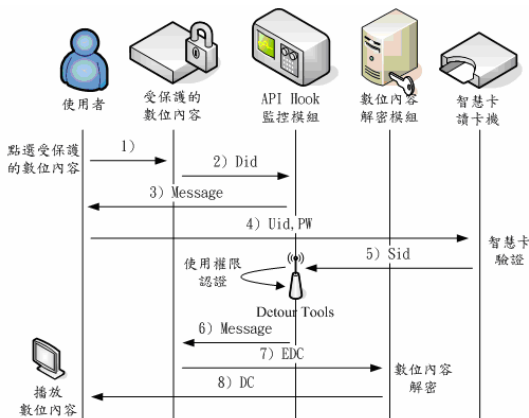 使用者
受保護的
數位內容
API Hook
監控模組
數位內容
解密模組
智慧卡
讀卡機
點選受保護
的數位內容
1)
2) Did
3) Message
4) Uid,PW
智慧卡
驗證
5) Sid
使用權限
認證
Detour Tools
6) Message
7) EDC
數位內容
解密
8) DC
播放
數位內容